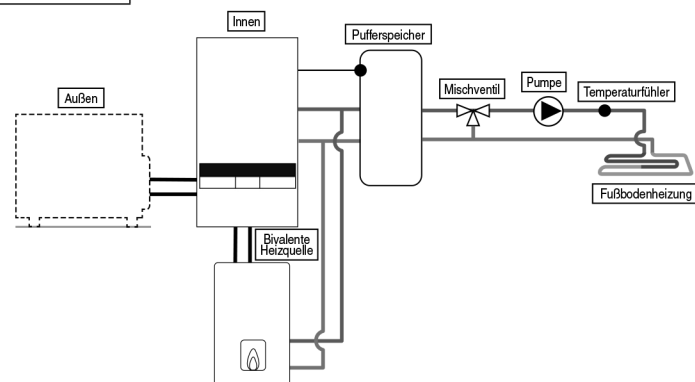 Innen
Pufferspeicher
Außen
Mischventil
Pumpe
Temperaturfühler
Fußbodenheizung
Bivalente
Heizquelle